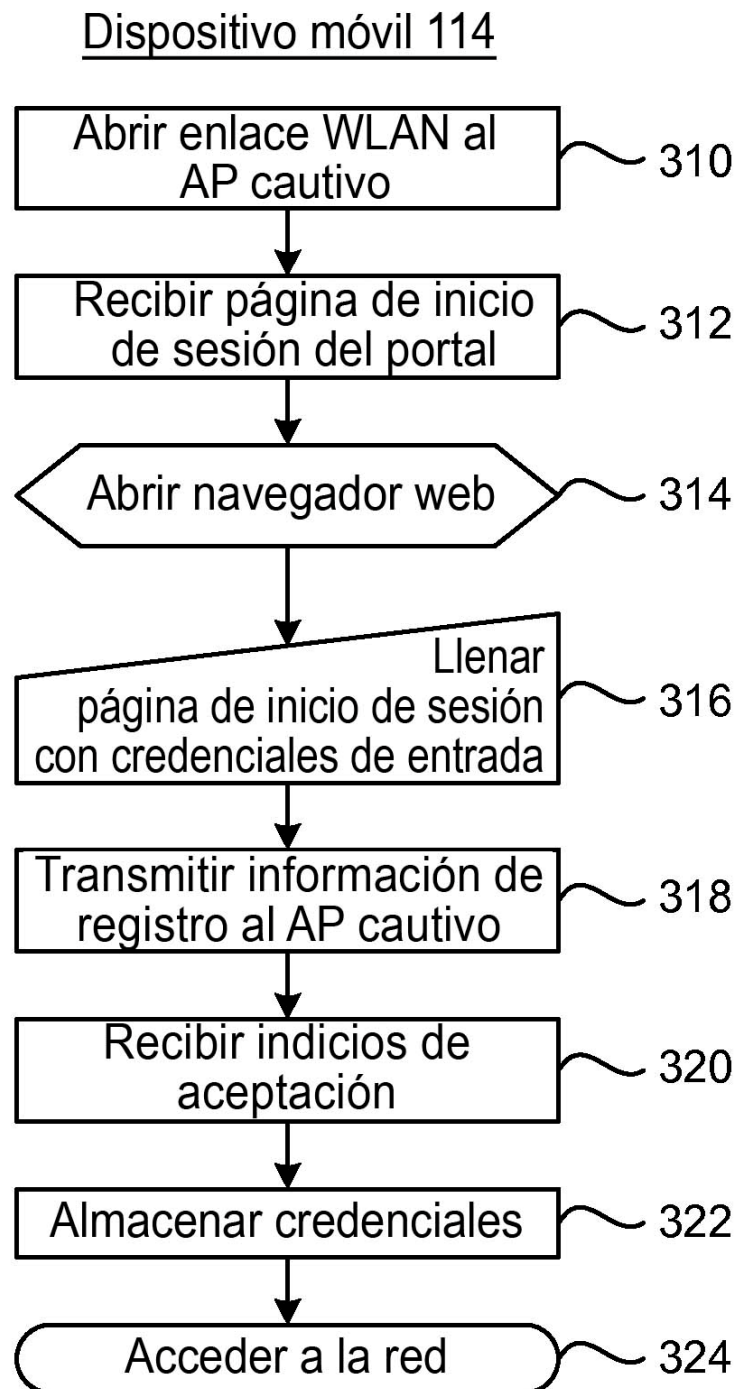 Dispositivo móvil 114
Abrir enlace WLAN al
AP cautivo
310
Recibir página de inicio
de sesión del portal
312
Abrir navegador web
314
Llenar
página de inicio de sesión
con credenciales de entrada
316
Transmitir información de
registro al AP cautivo
318
Recibir indicios de
aceptación
320
Almacenar credenciales
322
Acceder a la red
324